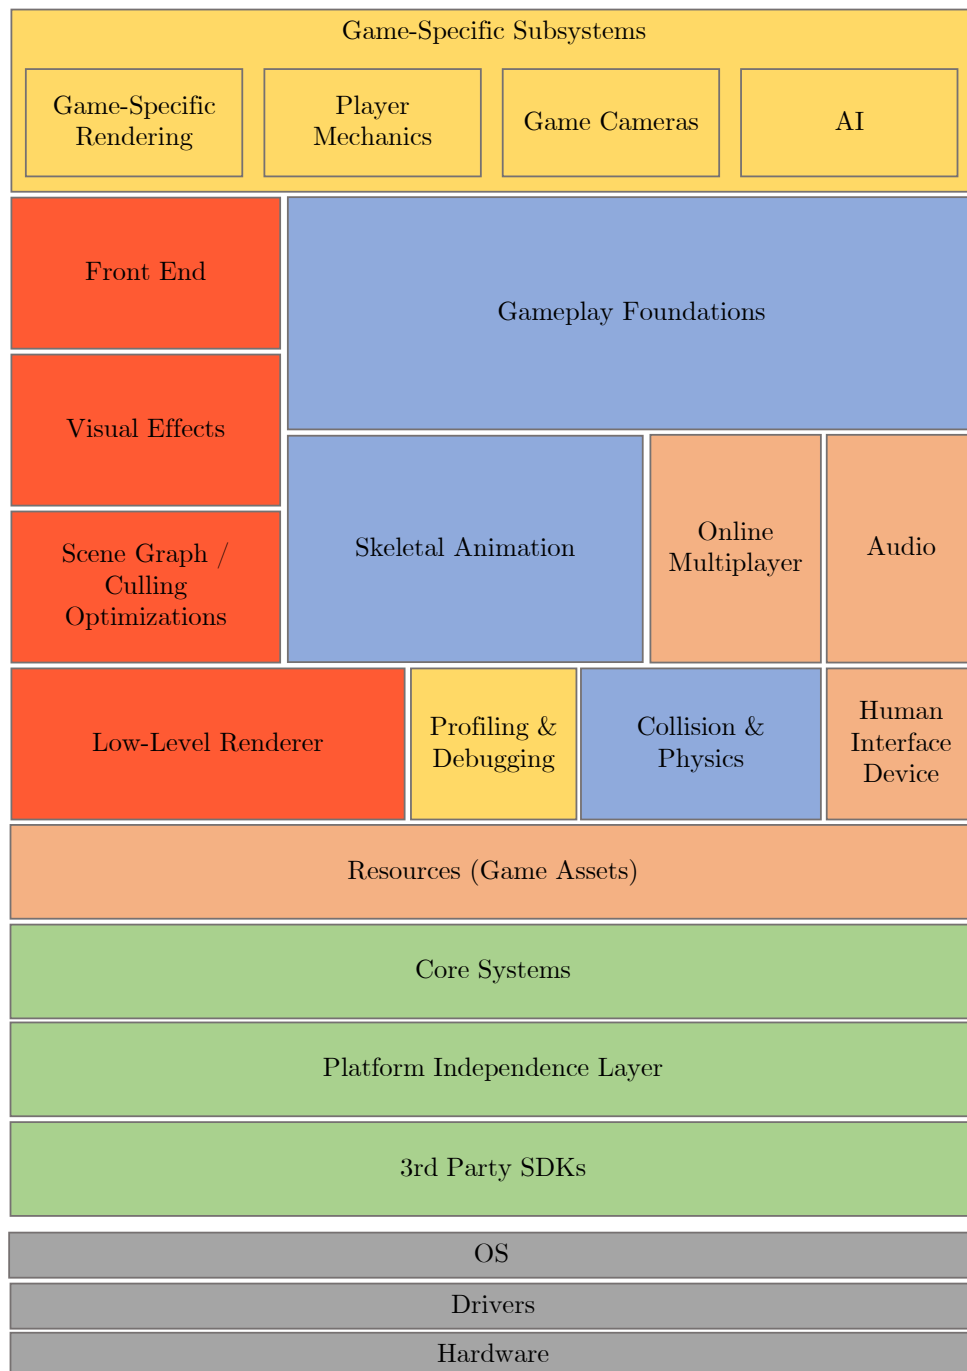 Game-Specific Subsystems
Game-Specific
Rendering
Player
Mechanics
Game Cameras
AI
Front End
Gameplay Foundations
Visual Effects
Skeletal Animation
Online
Multiplayer
Audio
Scene Graph /
Culling
Optimizations
Low-Level Renderer
Profiling &
Debugging
Collision &
Physics
Human
Interface
Device
Resources (Game Assets)
Core Systems
Platform Independence Layer
3rd Party SDKs
OS
Drivers
Hardware